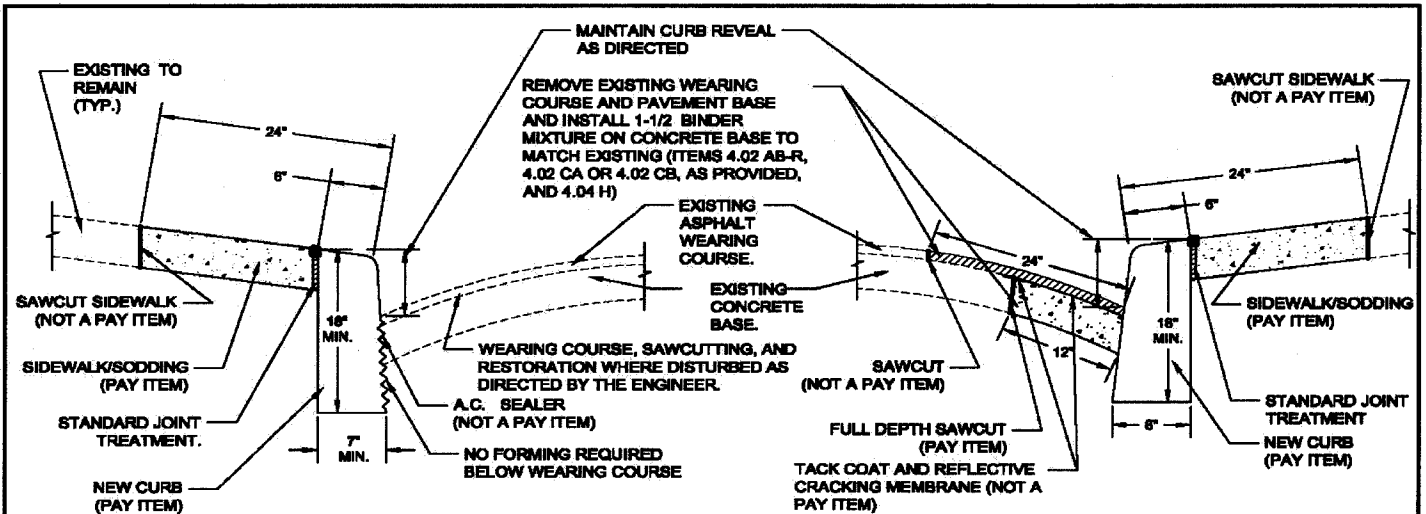 MAINTAIN CURB REVEAL
AS DIRECTED
EXISTING TO
REMAIN
(TYP.)
REMOVE EXISTING WEARING
COURSE AND PAVEMENT BASE
AND INSTALL 1-1/2 BINDER
MIXTURE ON CONCRETE BASE TO
MATCH EXISTING (ITEMS 4.02 AB-R,
4.02 CA OR 4.02 CB, AS PROVIDED,
AND 4.04 H)
SAWCUT SIDEWALK
(NOT A PAY ITEM)
24"
6"
24"
6"
EXISTING
ASPHALT
WEARING
COURSE.
24"
EXISTING
CONCRETE
BASE.
SAWCUT SIDEWALK
(NOT A PAY ITEM)
18"
MIN.
18"
MIN.
SIDEWALK/SODDING
(PAY ITEM)
12"
WEARING COURSE, SAWCUTTING, AND
RESTORATION WHERE DISTURBED AS
DIRECTED BY THE ENGINEER.
SIDEWALK/SODDING
(PAY ITEM)
SAWCUT
(NOT A PAY ITEM)
A.C. SEALER
(NOT A PAY ITEM)
STANDARD JOINT
TREATMENT
STANDARD JOINT
TREATMENT.
7"
MIN.
NO FORMING REQUIRED
BELOW WEARING COURSE
FULL DEPTH SAWCUT
(PAY ITEM)
8"
NEW CURB
(PAY ITEM)
TACK COAT AND REFLECTIVE
CRACKING MEMBRANE (NOT A
PAY ITEM)
NEW CURB
(PAY ITEM)